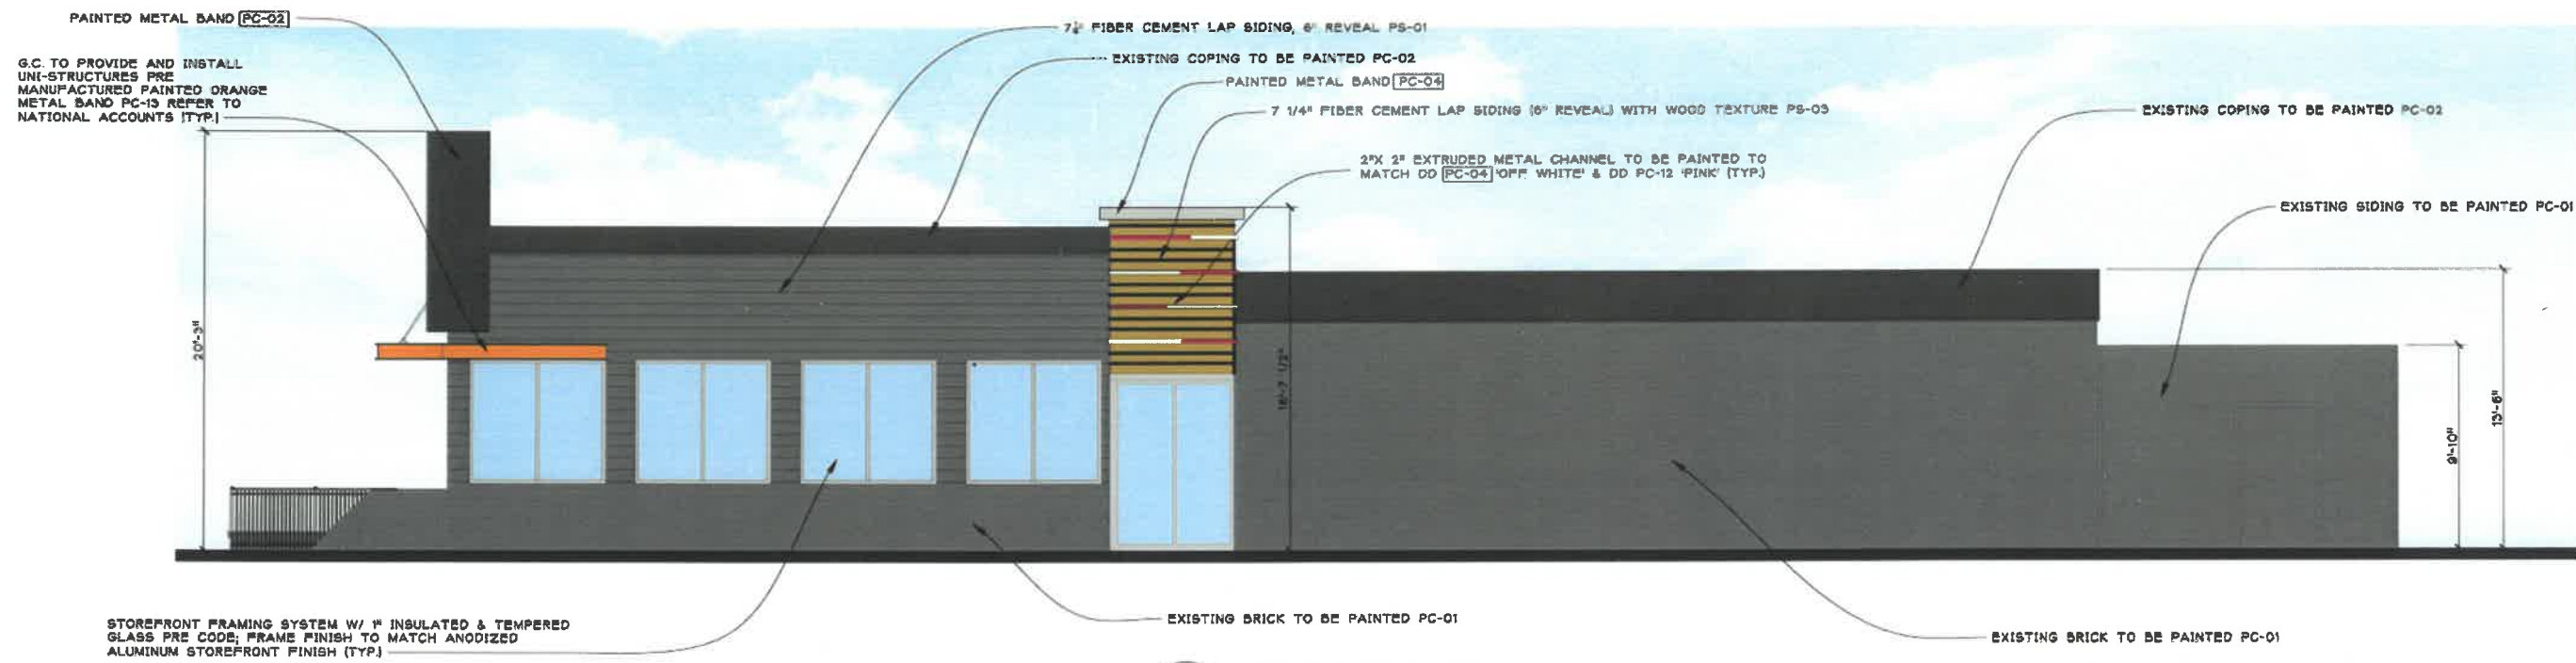 PAINTED METAL BAND PC-02
G.C. TO PROVIDE AND INSTALL
UNI-STRUCTURES PRE
MANUFACTURED PAINTED ORANGE
METAL BAND PC-13 REFER TO
NATIONAL ACCOUNTS (TYP.)
7¼" FIBER CEMENT LAP SIDING, 6" REVEAL PS-01
EXISTING COPING TO BE PAINTED PC-02
PAINTED METAL BAND PC-04
7 1/4" FIBER CEMENT LAP SIDING (6" REVEAL) WITH WOOD TEXTURE PS-03
2"X 2" EXTRUDED METAL CHANNEL TO BE PAINTED TO
MATCH DD PC-04 'OFF WHITE' & DD PC-12 'PINK' (TYP.)
EXISTING COPING TO BE PAINTED PC-02
EXISTING SIDING TO BE PAINTED PC-01
20'-3"
16'-7 1/2"
9'-10"
13'-6"
STOREFRONT FRAMING SYSTEM W/ 1" INSULATED & TEMPERED
GLASS PRE CODE; FRAME FINISH TO MATCH ANODIZED
ALUMINUM STOREFRONT FINISH (TYP.)
EXISTING BRICK TO BE PAINTED PC-01
EXISTING BRICK TO BE PAINTED PC-01